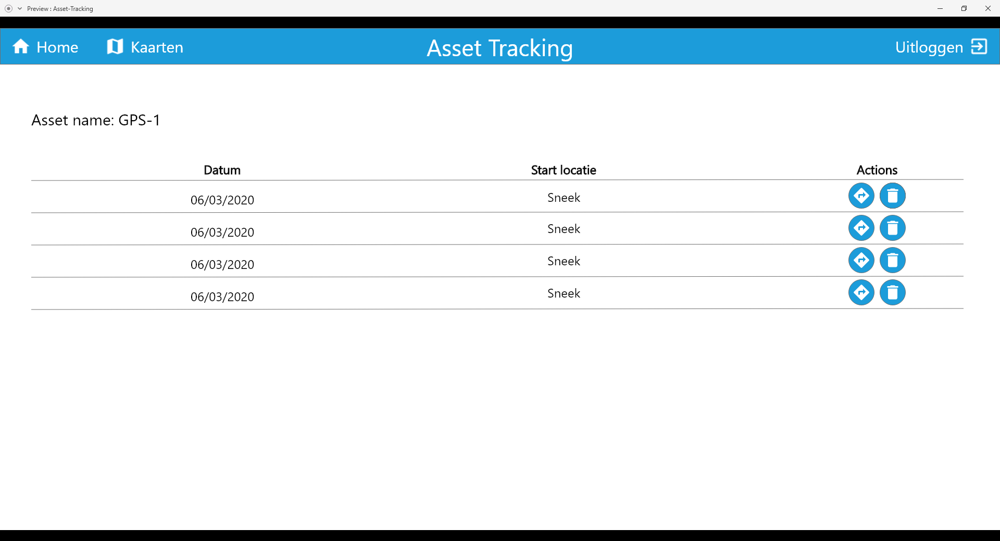 Preview : Asset-Tracking
Home Kaarten Asset Tracking Uitloggen
Asset name: GPS-1
Datum Start locatie Actions
06/03/2020 Sneek
06/03/2020 Sneek
06/03/2020 Sneek
06/03/2020 Sneek